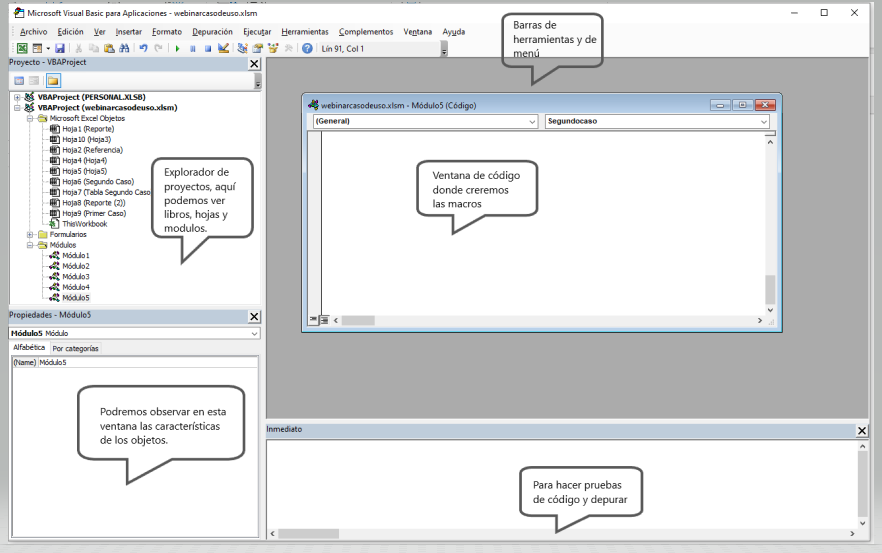 Microsoft Visual Basic para Aplicaciones - webinarcasodeuso.xlsm
Archivo Edición Ver Insertar Formato Depuración Ejecutar Herramientas Complementos Ventana Ayuda
Lín 91, Col 1
Barras de
herramientas y de
menú
Proyecto - VBAProject
VBAProject (PERSONAL.XLSB)
VBAProject (webinarcasodeuso.xlsm)
Microsoft Excel Objetos
Hoja1 (Reporte)
Hoja10 (Hoja3)
Hoja2 (Referencia)
Hoja4 (Hoja4)
Hoja5 (Hoja5)
Hoja6 (Segundo Caso)
Hoja7 (Tabla Segundo Caso
Hoja8 (Reporte (2))
Hoja9 (Primer Caso)
ThisWorkbook
Formularios
Módulos
Módulo1
Módulo2
Módulo3
Módulo4
Módulo5
Explorador de
proyectos, aquí
podemos ver
libros, hojas y
modulos.
webinarcasodeuso.xlsm - Módulo5 (Código)
(General)
Segundocaso
Ventana de código
donde creremos
las macros
Propiedades - Módulo5
Módulo5 Módulo
Alfabética Por categorías
(Name) Módulo5
Podremos observar en esta
ventana las características
de los objetos.
Inmediato
Para hacer pruebas
de código y depurar